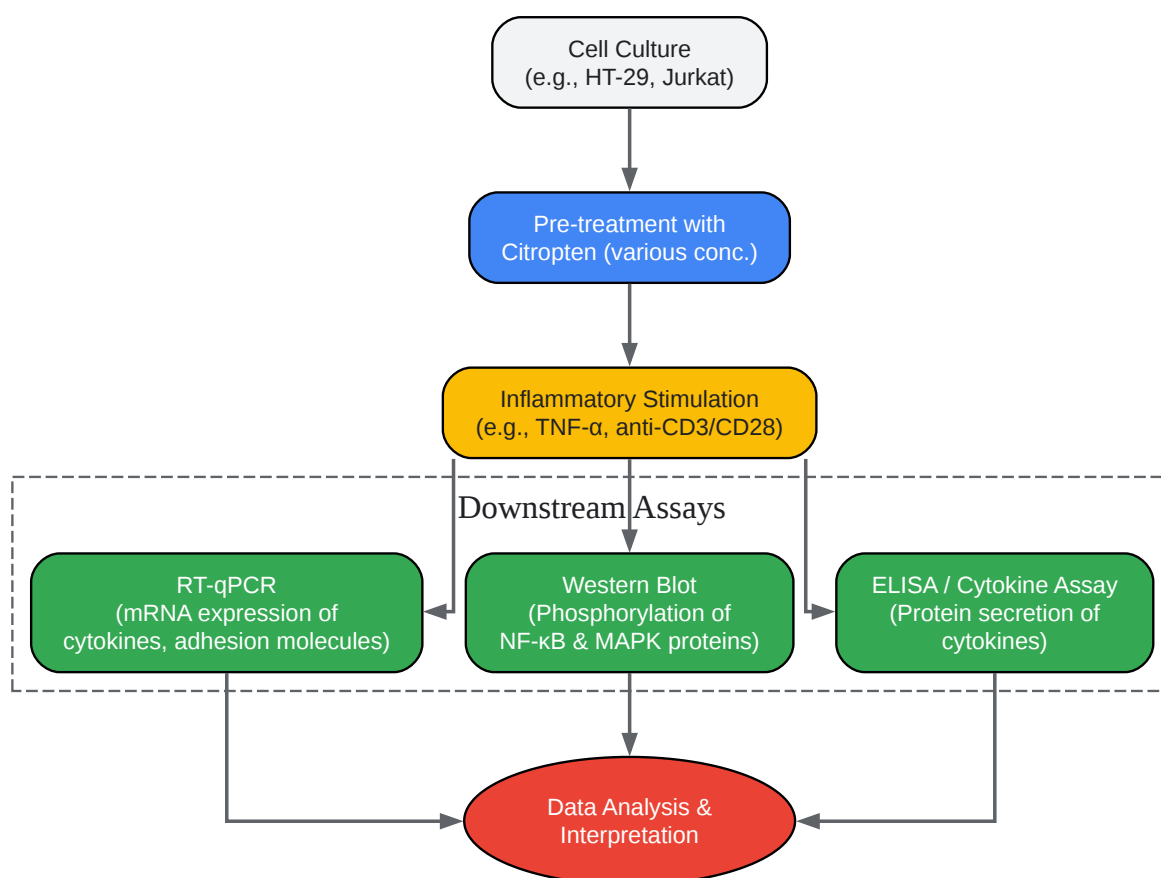 Cell Culture
(e.g., HT-29, Jurkat)
Pre-treatment with
Citropten (various conc.)
Inflammatory Stimulation
(e.g., TNF-α, anti-CD3/CD28)
Downstream Assays
RT-qPCR
(mRNA expression of
cytokines, adhesion molecules)
Western Blot
(Phosphorylation of
NF-κB & MAPK proteins)
ELISA / Cytokine Assay
(Protein secretion of
cytokines)
Data Analysis &
Interpretation